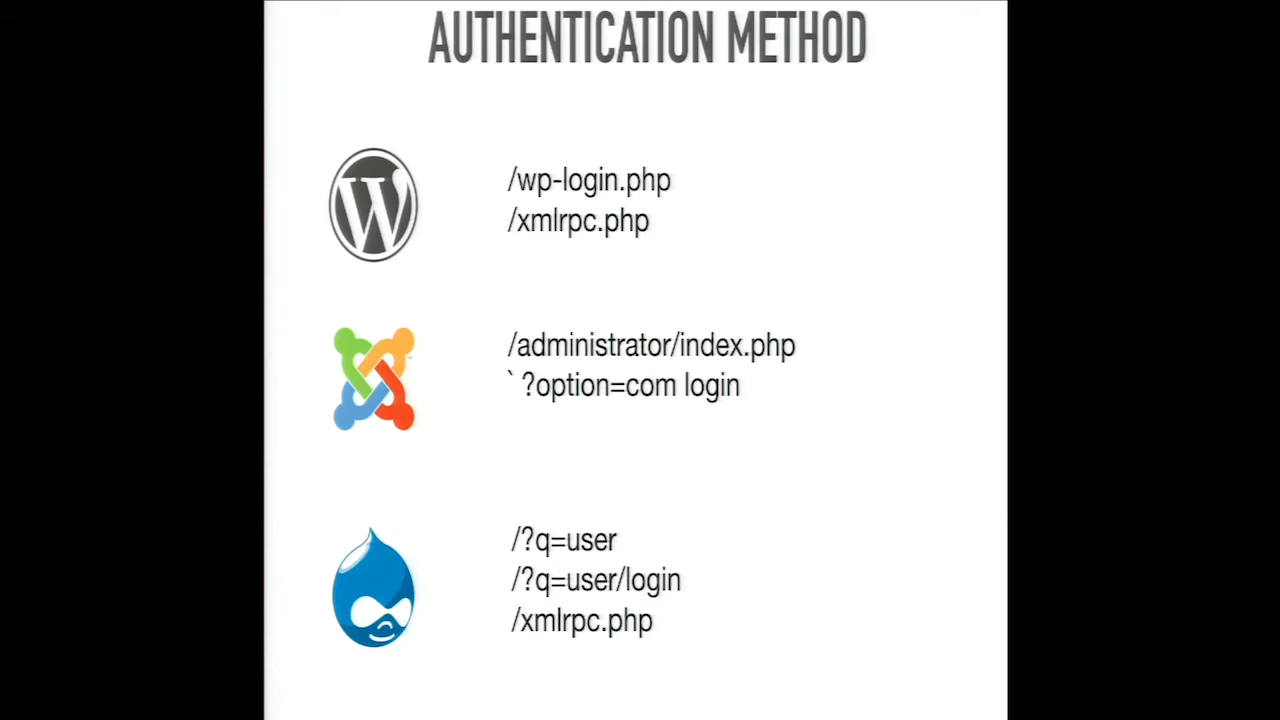 AUTHENTICATION METHOD
/wp-login.php
/xmlrpc.php
/administrator/index.php
` ?option=com login
/?q=user
/?q=user/login
/xmlrpc.php